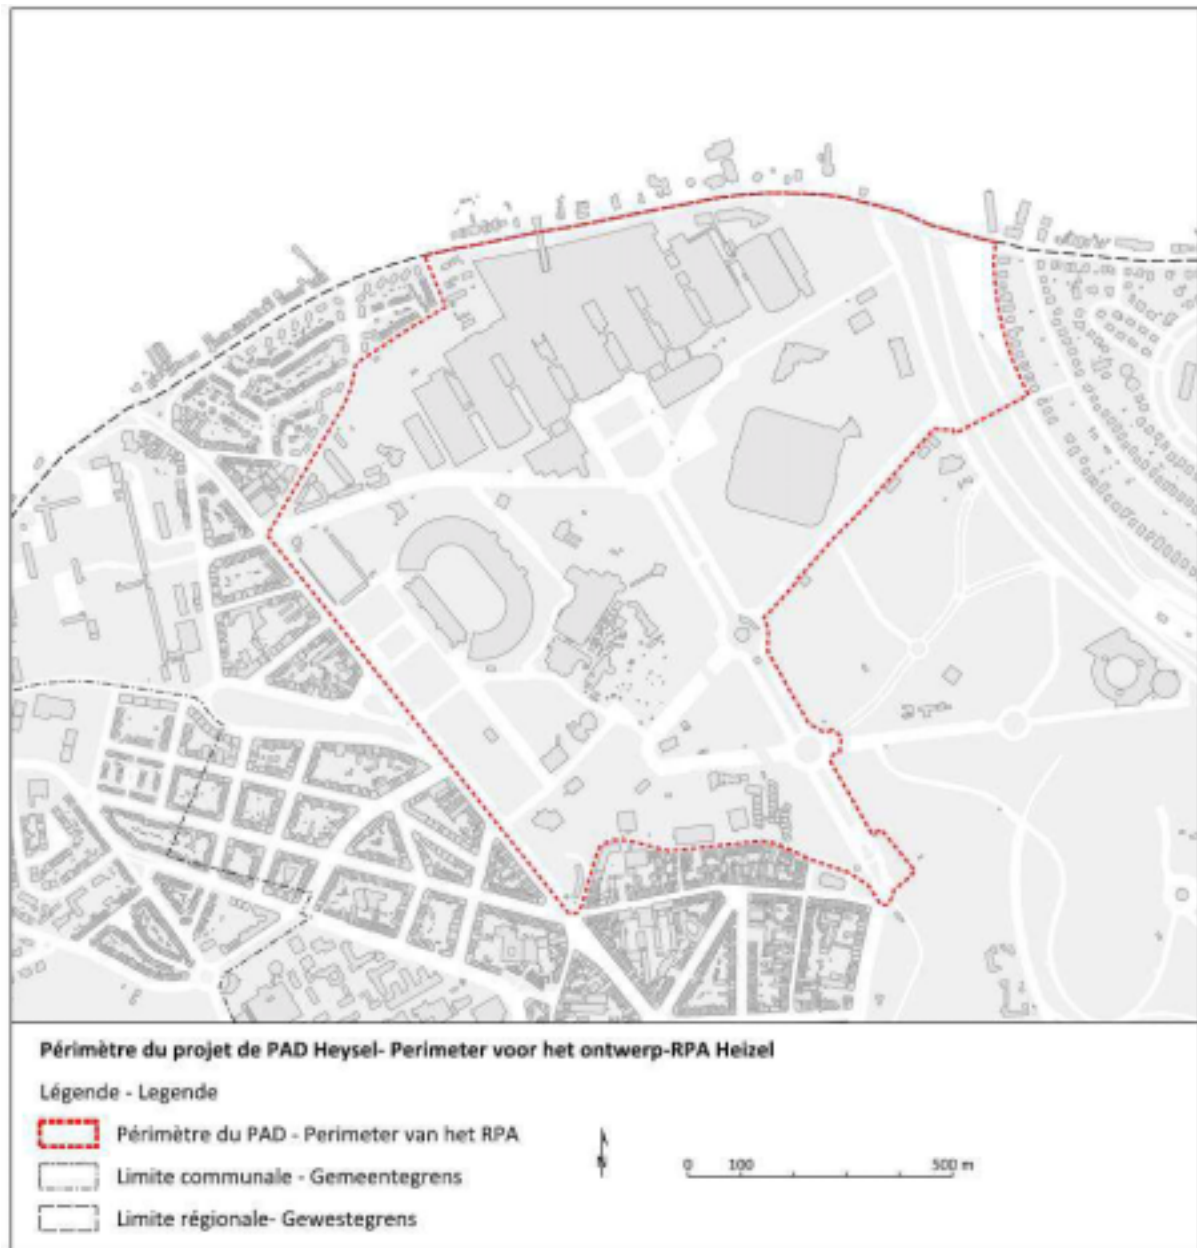 Périmètre du projet de PAD Heysel- Perimeter voor het ontwerp-RPA Heizel
Légende - Legende
Périmètre du PAD - Perimeter van het RPA
Limite communale - Gemeentegrens
Limite régionale- Gewestegrens
0 100 500 m